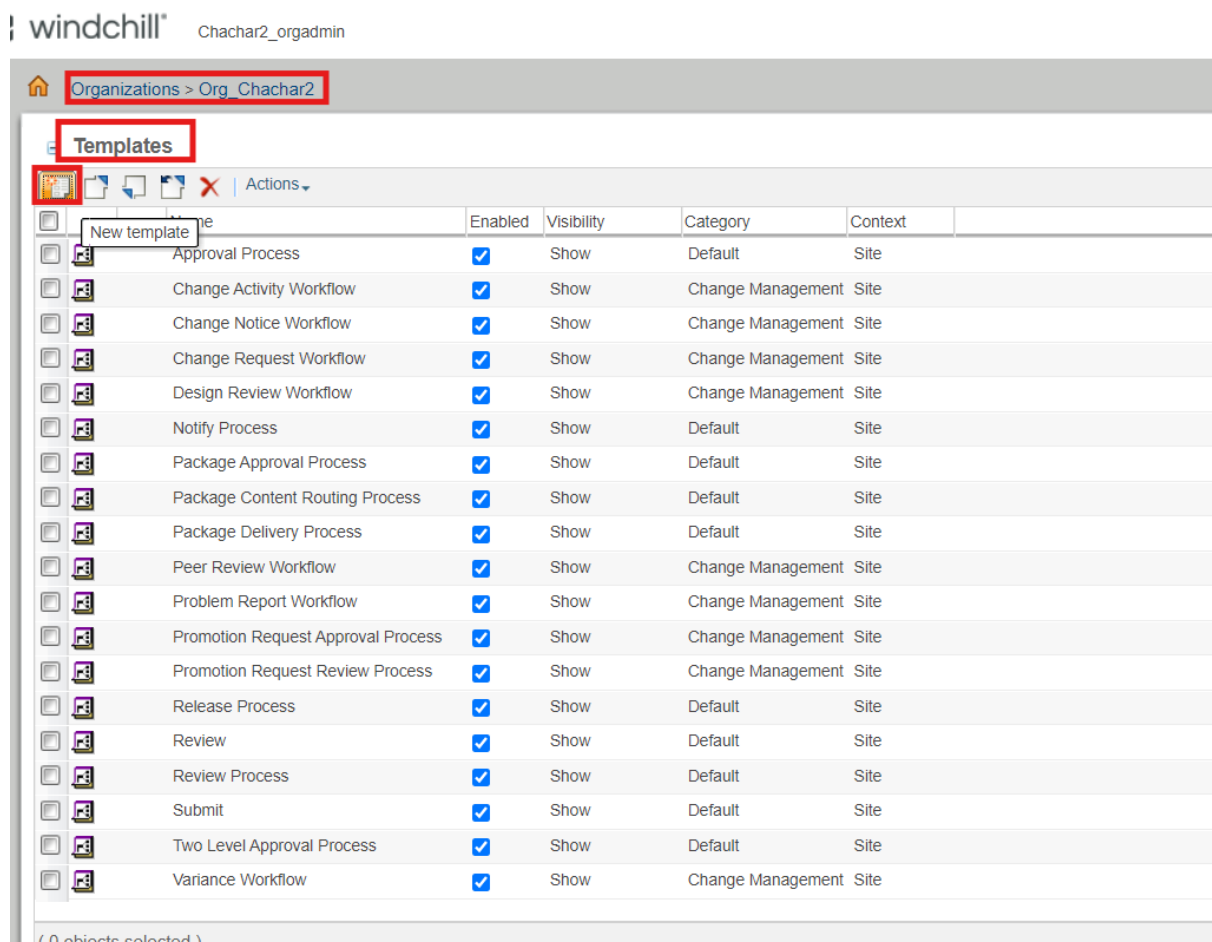 windchill® Chachar2_orgadmin
Organizations > Org_Chachar2
Templates
Actions
Name Enabled Visibility Category Context
New template
Approval Process Show Default Site
Change Activity Workflow Show Change Management Site
Change Notice Workflow Show Change Management Site
Change Request Workflow Show Change Management Site
Design Review Workflow Show Change Management Site
Notify Process Show Default Site
Package Approval Process Show Default Site
Package Content Routing Process Show Default Site
Package Delivery Process Show Default Site
Peer Review Workflow Show Change Management Site
Problem Report Workflow Show Change Management Site
Promotion Request Approval Process Show Change Management Site
Promotion Request Review Process Show Change Management Site
Release Process Show Default Site
Review Show Default Site
Review Process Show Default Site
Submit Show Default Site
Two Level Approval Process Show Default Site
Variance Workflow Show Change Management Site
( 0 objects selected )